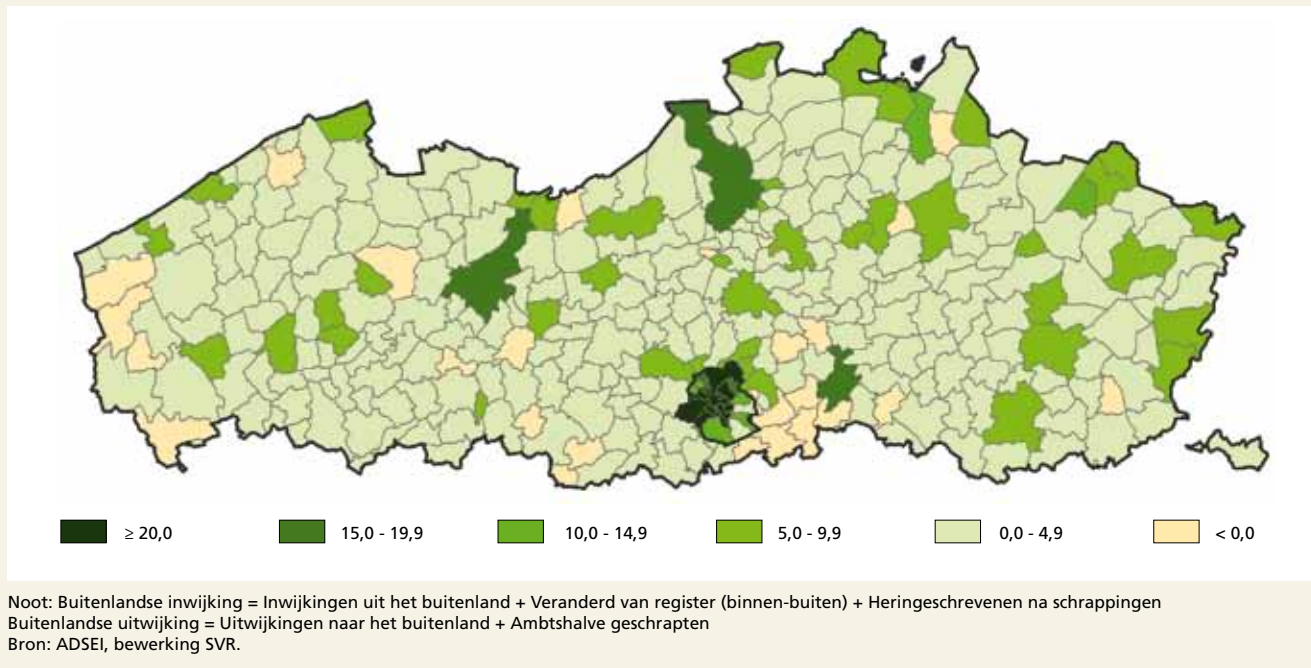 ≥ 20,0 15,0 - 19,9 10,0 - 14,9 5,0 - 9,9 0,0 - 4,9 < 0,0
Noot: Buitenlandse inwijking = Inwijkingen uit het buitenland + Veranderd van register (binnen-buiten) + Heringeschrevenen na schrappingen
Buitenlandse uitwijking = Uitwijkingen naar het buitenland + Ambtshalve geschrapten
Bron: ADSEI, bewerking SVR.